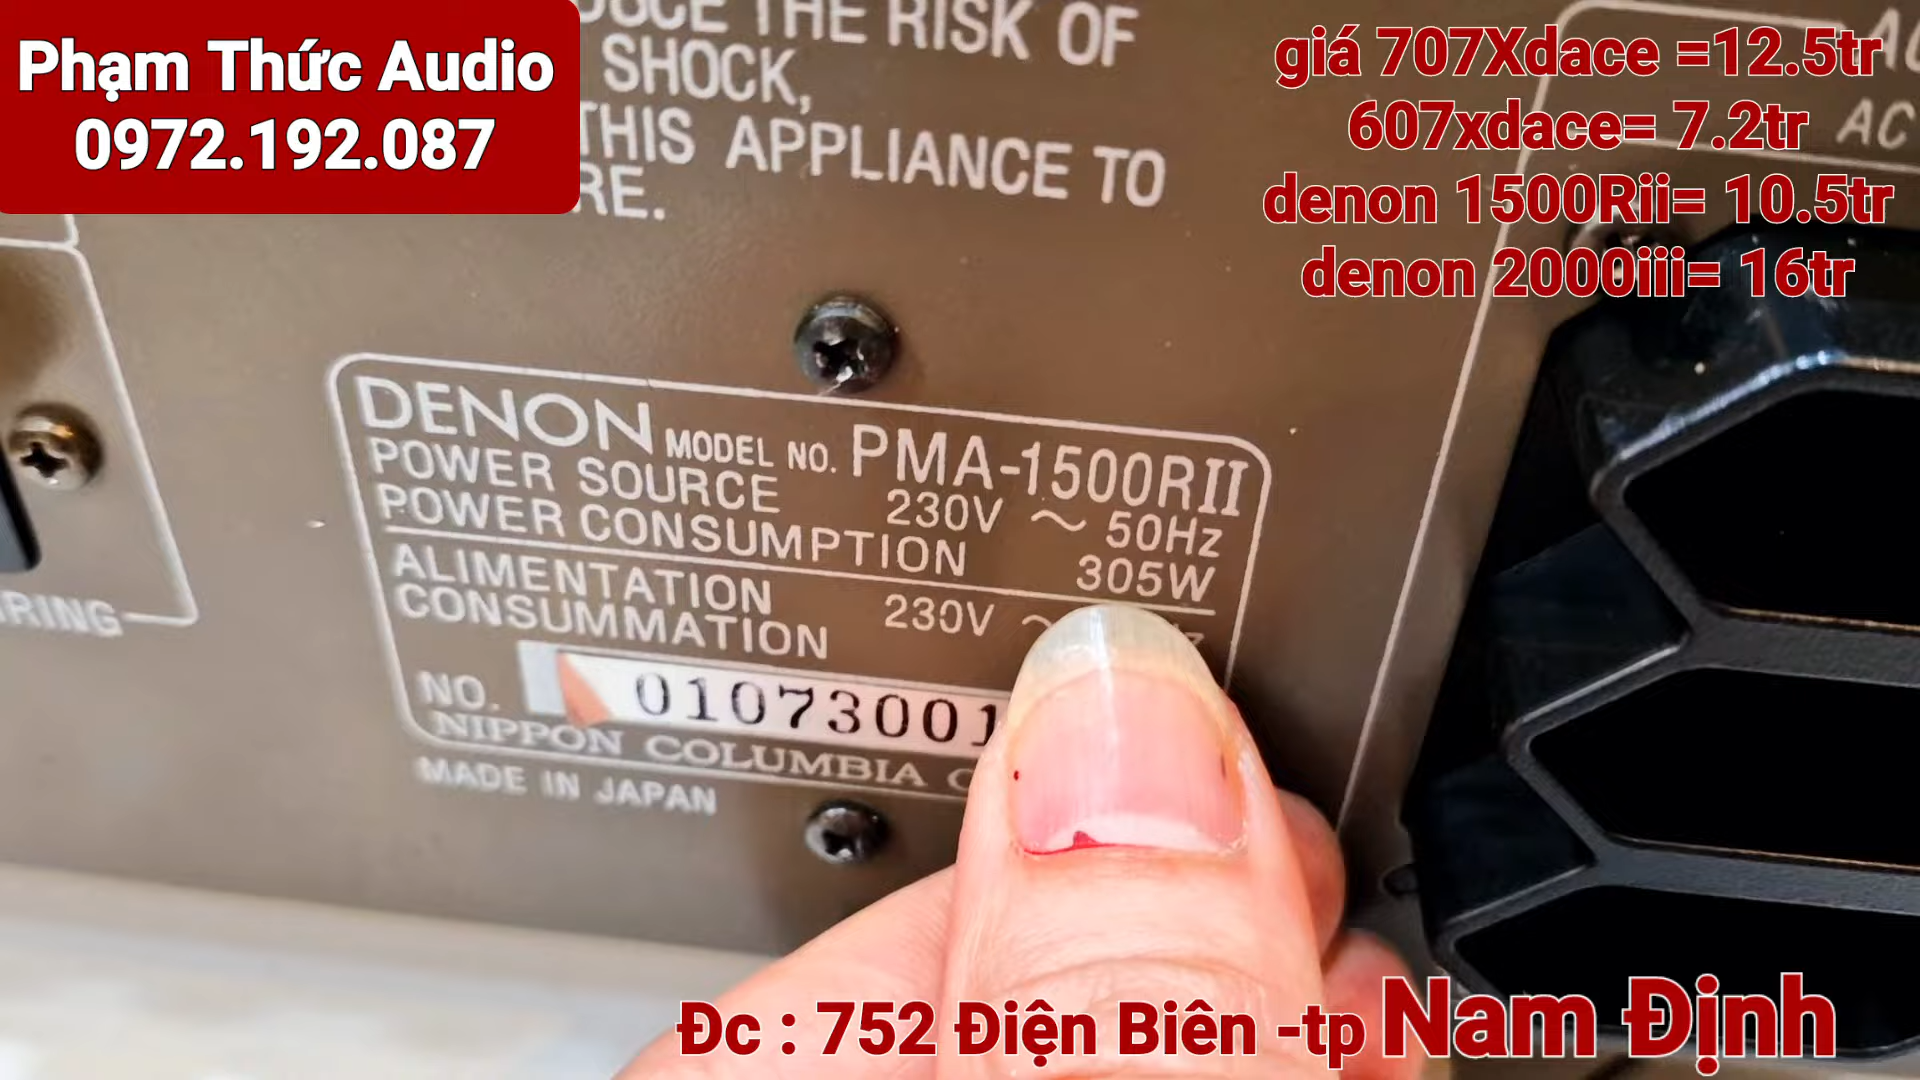 Phạm Thức Audio
0972.192.087
giá 707Xdace =12.5tr
607xdace= 7.2tr
denon 1500Rii= 10.5tr
denon 2000iii= 16tr
THE RISK OF
SHOCK,
THIS APPLIANCE TO
AC
DENON MODEL NO. PMA-1500RII
POWER SOURCE 230V ~ 50Hz
POWER CONSUMPTION 305W
ALIMENTATION 230V ~
CONSUMMATION
NO. 01073001
NIPPON COLUMBIA
MADE IN JAPAN
Đc : 752 Điện Biên -tp Nam Định